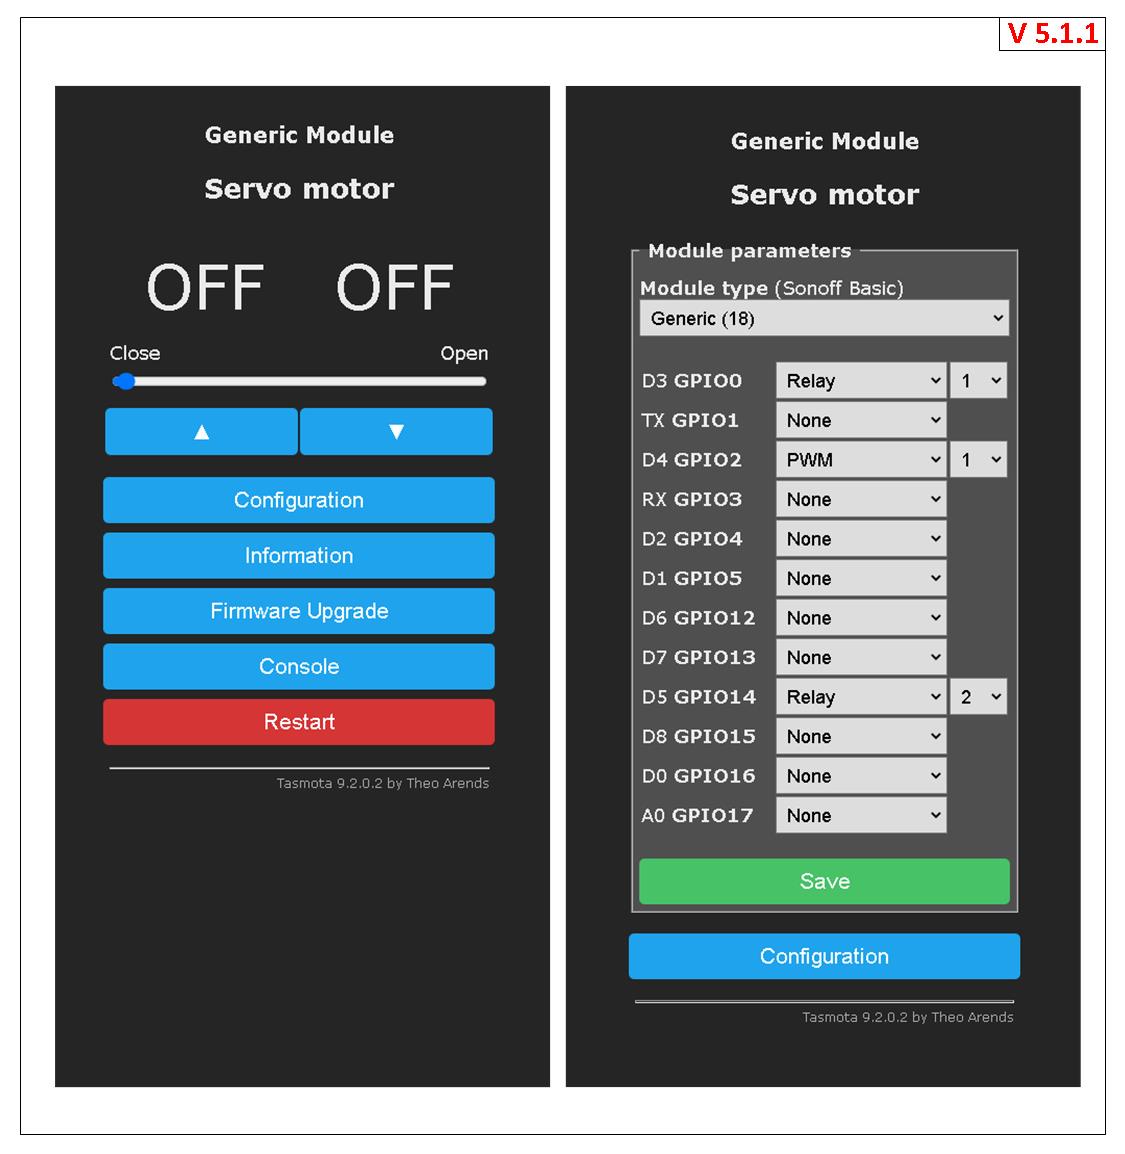 V 5.1.1
Generic Module
Servo motor
OFF OFF
Close Open
▲ ▼
Configuration
Information
Firmware Upgrade
Console
Restart
Tasmota 9.2.0.2 by Theo Arends
Generic Module
Servo motor
Module parameters
Module type (Sonoff Basic)
Generic (18)
D3 GPIO0 Relay 1
TX GPIO1 None
D4 GPIO2 PWM 1
RX GPIO3 None
D2 GPIO4 None
D1 GPIO5 None
D6 GPIO12 None
D7 GPIO13 None
D5 GPIO14 Relay 2
D8 GPIO15 None
D0 GPIO16 None
A0 GPIO17 None
Save
Configuration
Tasmota 9.2.0.2 by Theo Arends